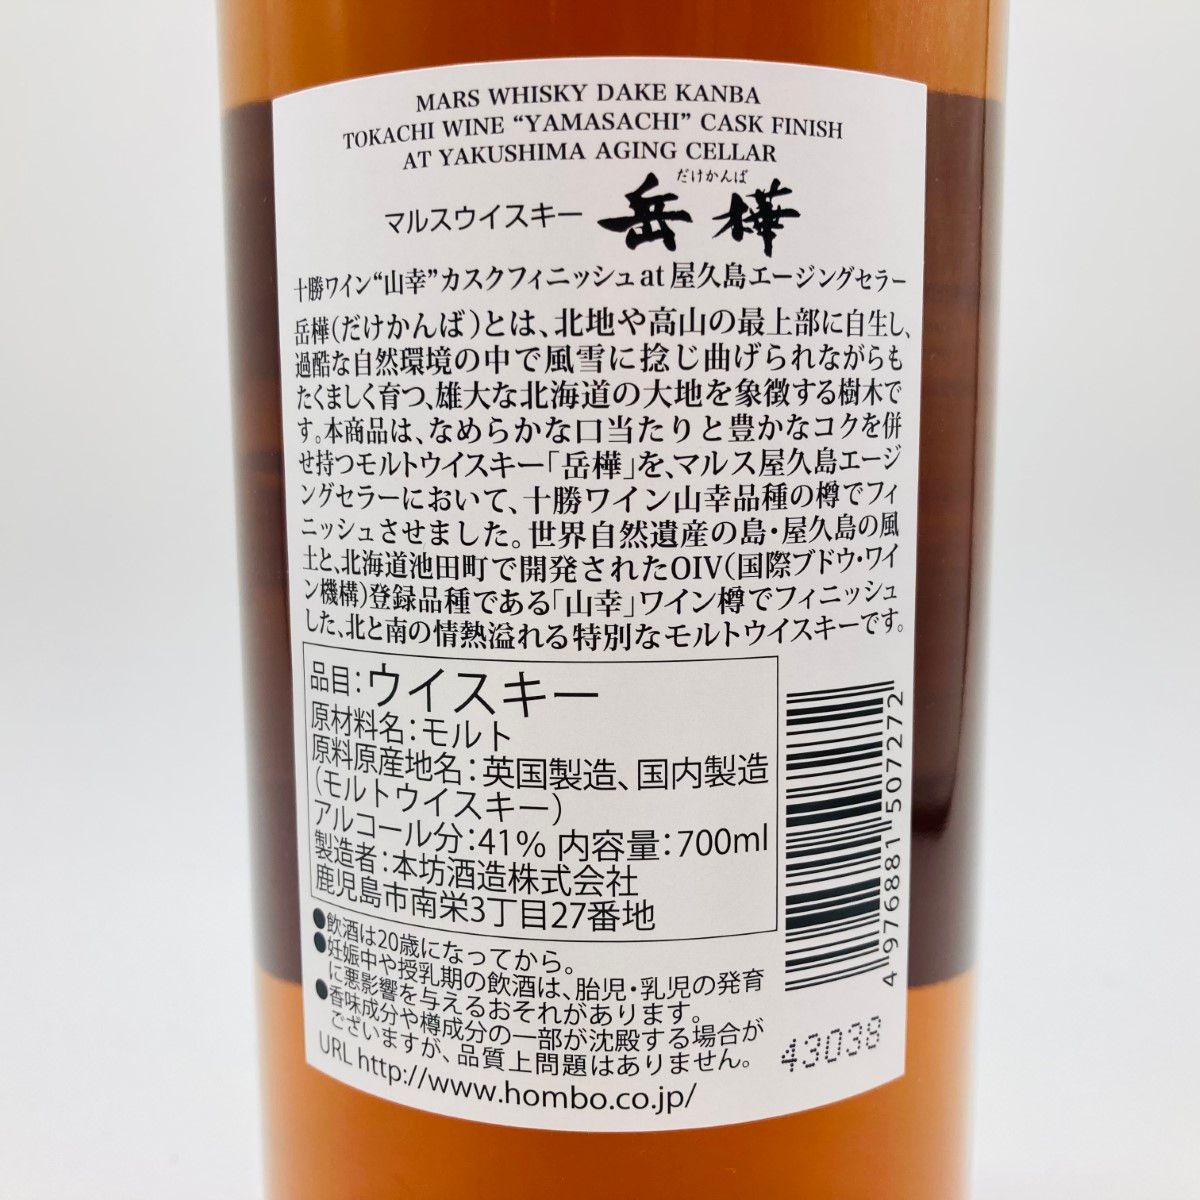 MARS WHISKY DAKE KANBA
TOKACHI WINE “YAMASACHI” CASK FINISH
AT YAKUSHIMA AGING CELLAR
だけかんば
マルスウイスキー 岳樺
十勝ワイン“山幸”カスクフィニッシュat屋久島エージングセラー
岳樺(だけかんば)とは、北地や高山の最上部に自生し、
過酷な自然環境の中で風雪に捻じ曲げられながらも
たくましく育つ、雄大な北海道の大地を象徴する樹木で
す。本商品は、なめらかな口当たりと豊かなコクを併
せ持つモルトウイスキー「岳樺」を、マルス屋久島エージ
ングセラーにおいて、十勝ワイン山幸品種の樽でフィ
ニッシュさせました。世界自然遺産の島・屋久島の風
土と、北海道池田町で開発されたOIV(国際ブドウ・ワイ
ン機構)登録品種である「山幸」ワイン樽でフィニッシュ
した、北と南の情熱溢れる特別なモルトウイスキーです。
品目:ウイスキー
原材料名:モルト
原料原産地名:英国製造、国内製造
(モルトウイスキー)
アルコール分:41% 内容量:700ml
製造者:本坊酒造株式会社
鹿児島市南栄3丁目27番地
●飲酒は20歳になってから。
●妊娠中や授乳期の飲酒は、胎児・乳児の発育
に悪影響を与えるおそれがあります。
●香味成分や樽成分の一部が沈殿する場合が
ございますが、品質上問題はありません。
URL http://www.hombo.co.jp/
4 976881 507272
43038